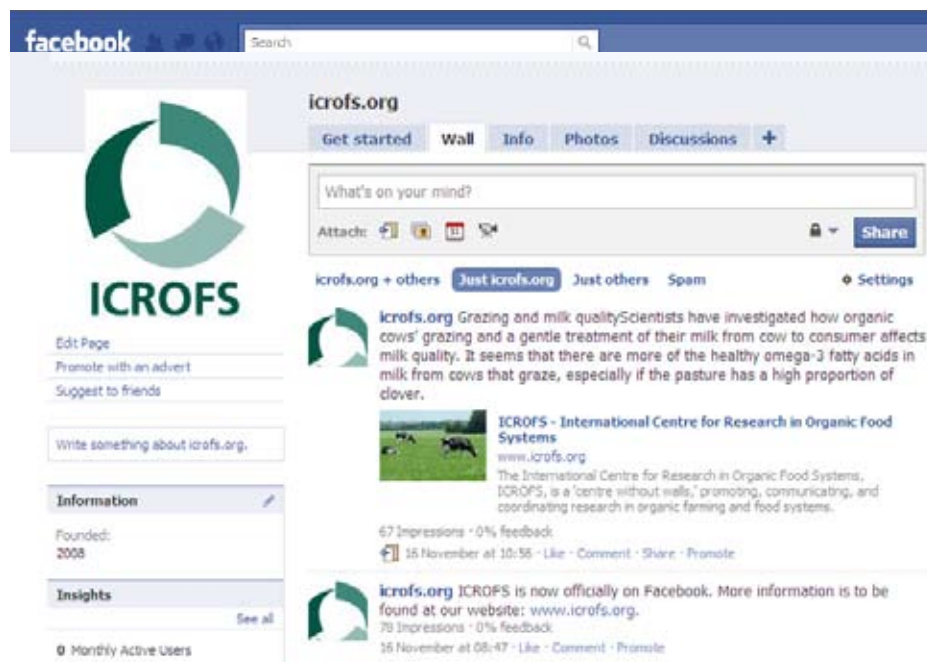 facebook
Search
icrofs.org
Get started Wall Info Photos Discussions +
What's on your mind?
Attach: 31
Share
icrofs.org + others Just icrofs.org Just others Spam Settings
ICROFS
Edit Page
Promote with an advert
Suggest to friends
Write something about icrofs.org.
Information
Founded:
2008
Insights
See all
0 Monthly Active Users
icrofs.org Grazing and milk qualityScientists have investigated how organic
cows' grazing and a gentle treatment of their milk from cow to consumer affects
milk quality. It seems that there are more of the healthy omega-3 fatty acids in
milk from cows that graze, especially if the pasture has a high proportion of
clover.
ICROFS - International Centre for Research in Organic Food
Systems
www.icrofs.org
The International Centre for Research in Organic Food Systems,
ICROFS, is a 'centre without walls,' promoting, communicating, and
coordinating research in organic farming and food systems.
67 Impressions · 0% feedback
16 November at 10:56 · Like · Comment · Share · Promote
icrofs.org ICROFS is now officially on Facebook. More information is to be
found at our website: www.icrofs.org.
78 Impressions · 0% feedback
16 November at 08:47 · Like · Comment · Promote